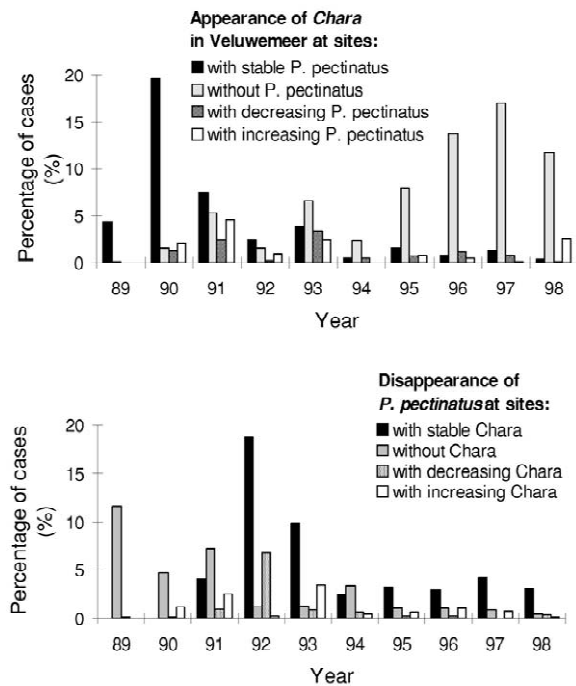 Appearance of Chara
in Veluwemeer at sites:
with stable P. pectinatus
without P. pectinatus
with decreasing P. pectinatus
with increasing P. pectinatus
Percentage of cases
(%)
20
15
10
5
0
89 90 91 92 93 94 95 96 97 98
Year
Disappearance of
P. pectinatus at sites:
with stable Chara
without Chara
with decreasing Chara
with increasing Chara
Percentage of cases
(%)
20
15
10
5
0
89 90 91 92 93 94 95 96 97 98
Year